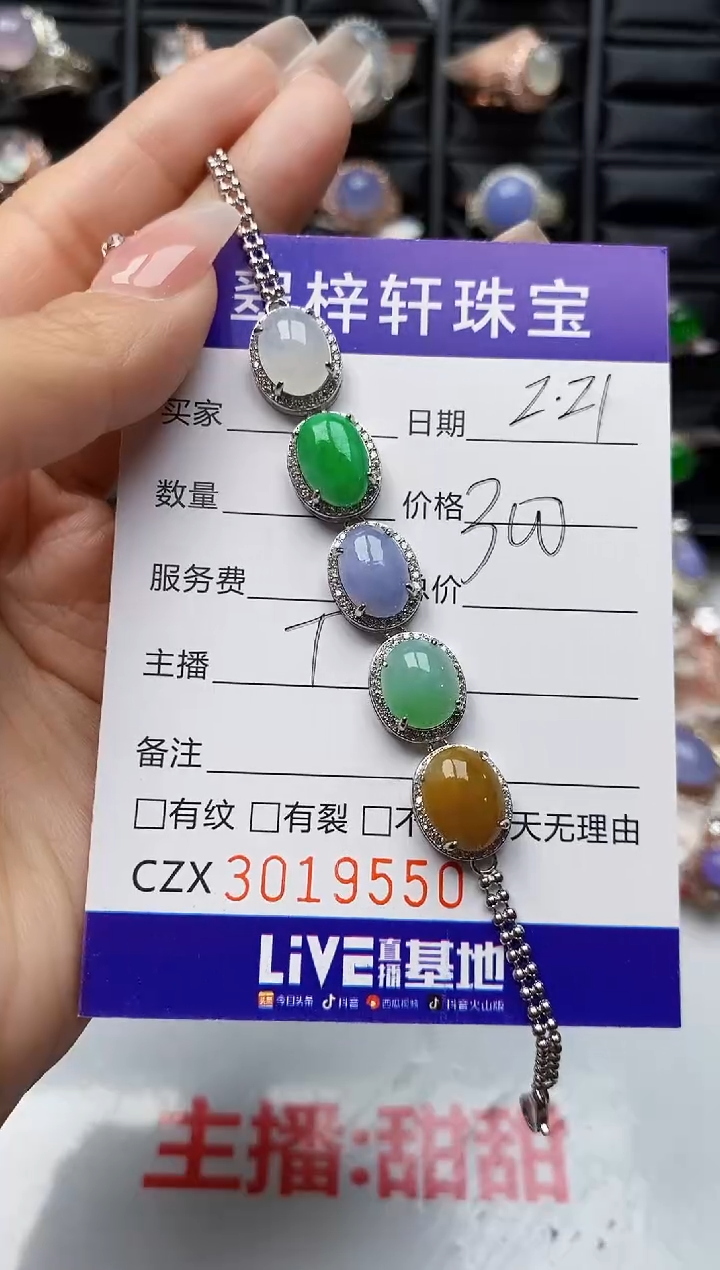 翠梓轩珠宝
买家 日期 2.21
数量 价格 300
服务费 总价
主播 T
备注
□有纹 □有裂 □不 天无理由
CZX 3019550
LiVE直播基地
今日头条 抖音 西瓜视频 抖音火山版
主播:甜甜